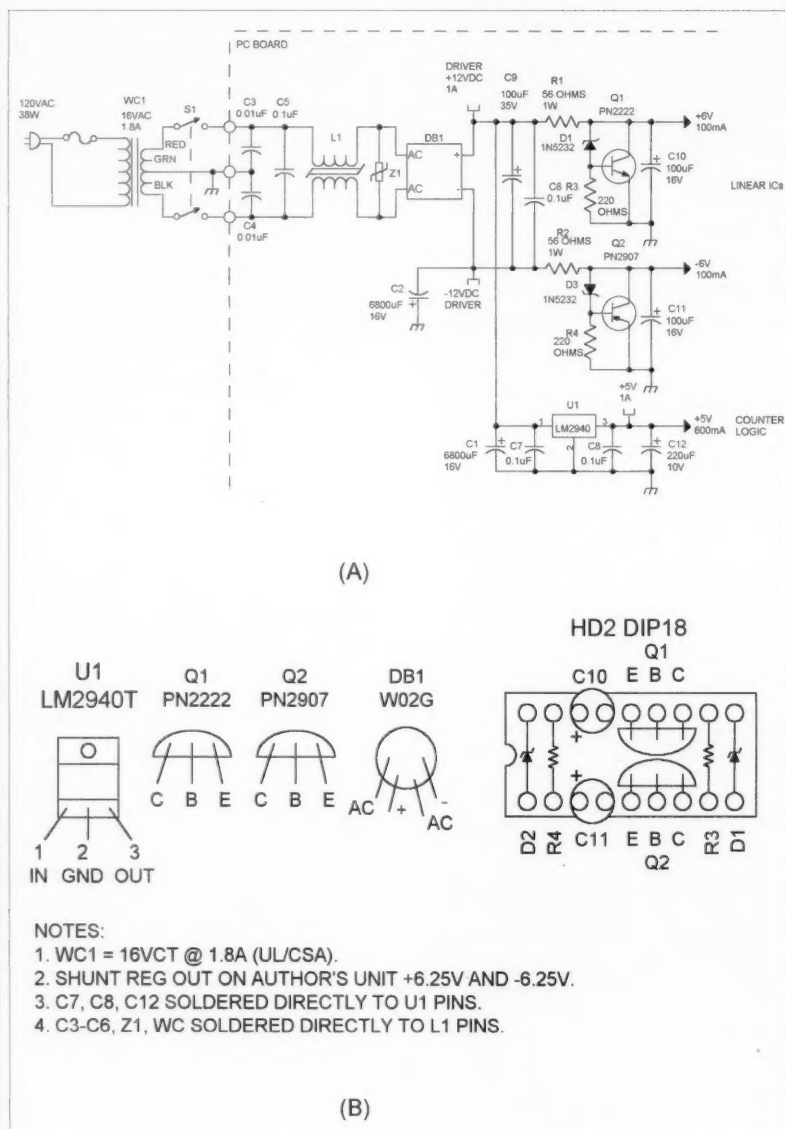 PC BOARD
120VAC
38W
WC1
16VAC
1.8A
S1
RED
GRN
BLK
C3
0.01uF
C5
0.1uF
C4
0.01uF
L1
Z1
DB1
AC
AC
+
-
DRIVER
+12VDC
1A
C9
100uF
35V
R1
56 OHMS
1W
Q1
PN2222
D1
1N5232
+6V
100mA
C10
100uF
16V
C6
0.1uF
R3
220
OHMS
LINEAR ICs
R2
56 OHMS
1W
Q2
PN2907
-6V
100mA
C2
6800uF
16V
-12VDC
DRIVER
D3
1N5232
C11
100uF
16V
R4
220
OHMS
+5V
1A
U1
LM2940
1
2
3
+5V
600mA
COUNTER
LOGIC
C1
6800uF
16V
C7
0.1uF
C8
0.1uF
C12
220uF
10V
(A)
U1
LM2940T
1 2 3
IN GND OUT
Q1
PN2222
C B E
Q2
PN2907
C B E
DB1
W02G
AC + AC -
HD2 DIP18
Q1
C10 E B C
+
+
D2 R4 C11 E B C R3 D1
Q2
NOTES:
1. WC1 = 16VCT @ 1.8A (UL/CSA).
2. SHUNT REG OUT ON AUTHOR'S UNIT +6.25V AND -6.25V.
3. C7, C8, C12 SOLDERED DIRECTLY TO U1 PINS.
4. C3-C6, Z1, WC SOLDERED DIRECTLY TO L1 PINS.
(B)